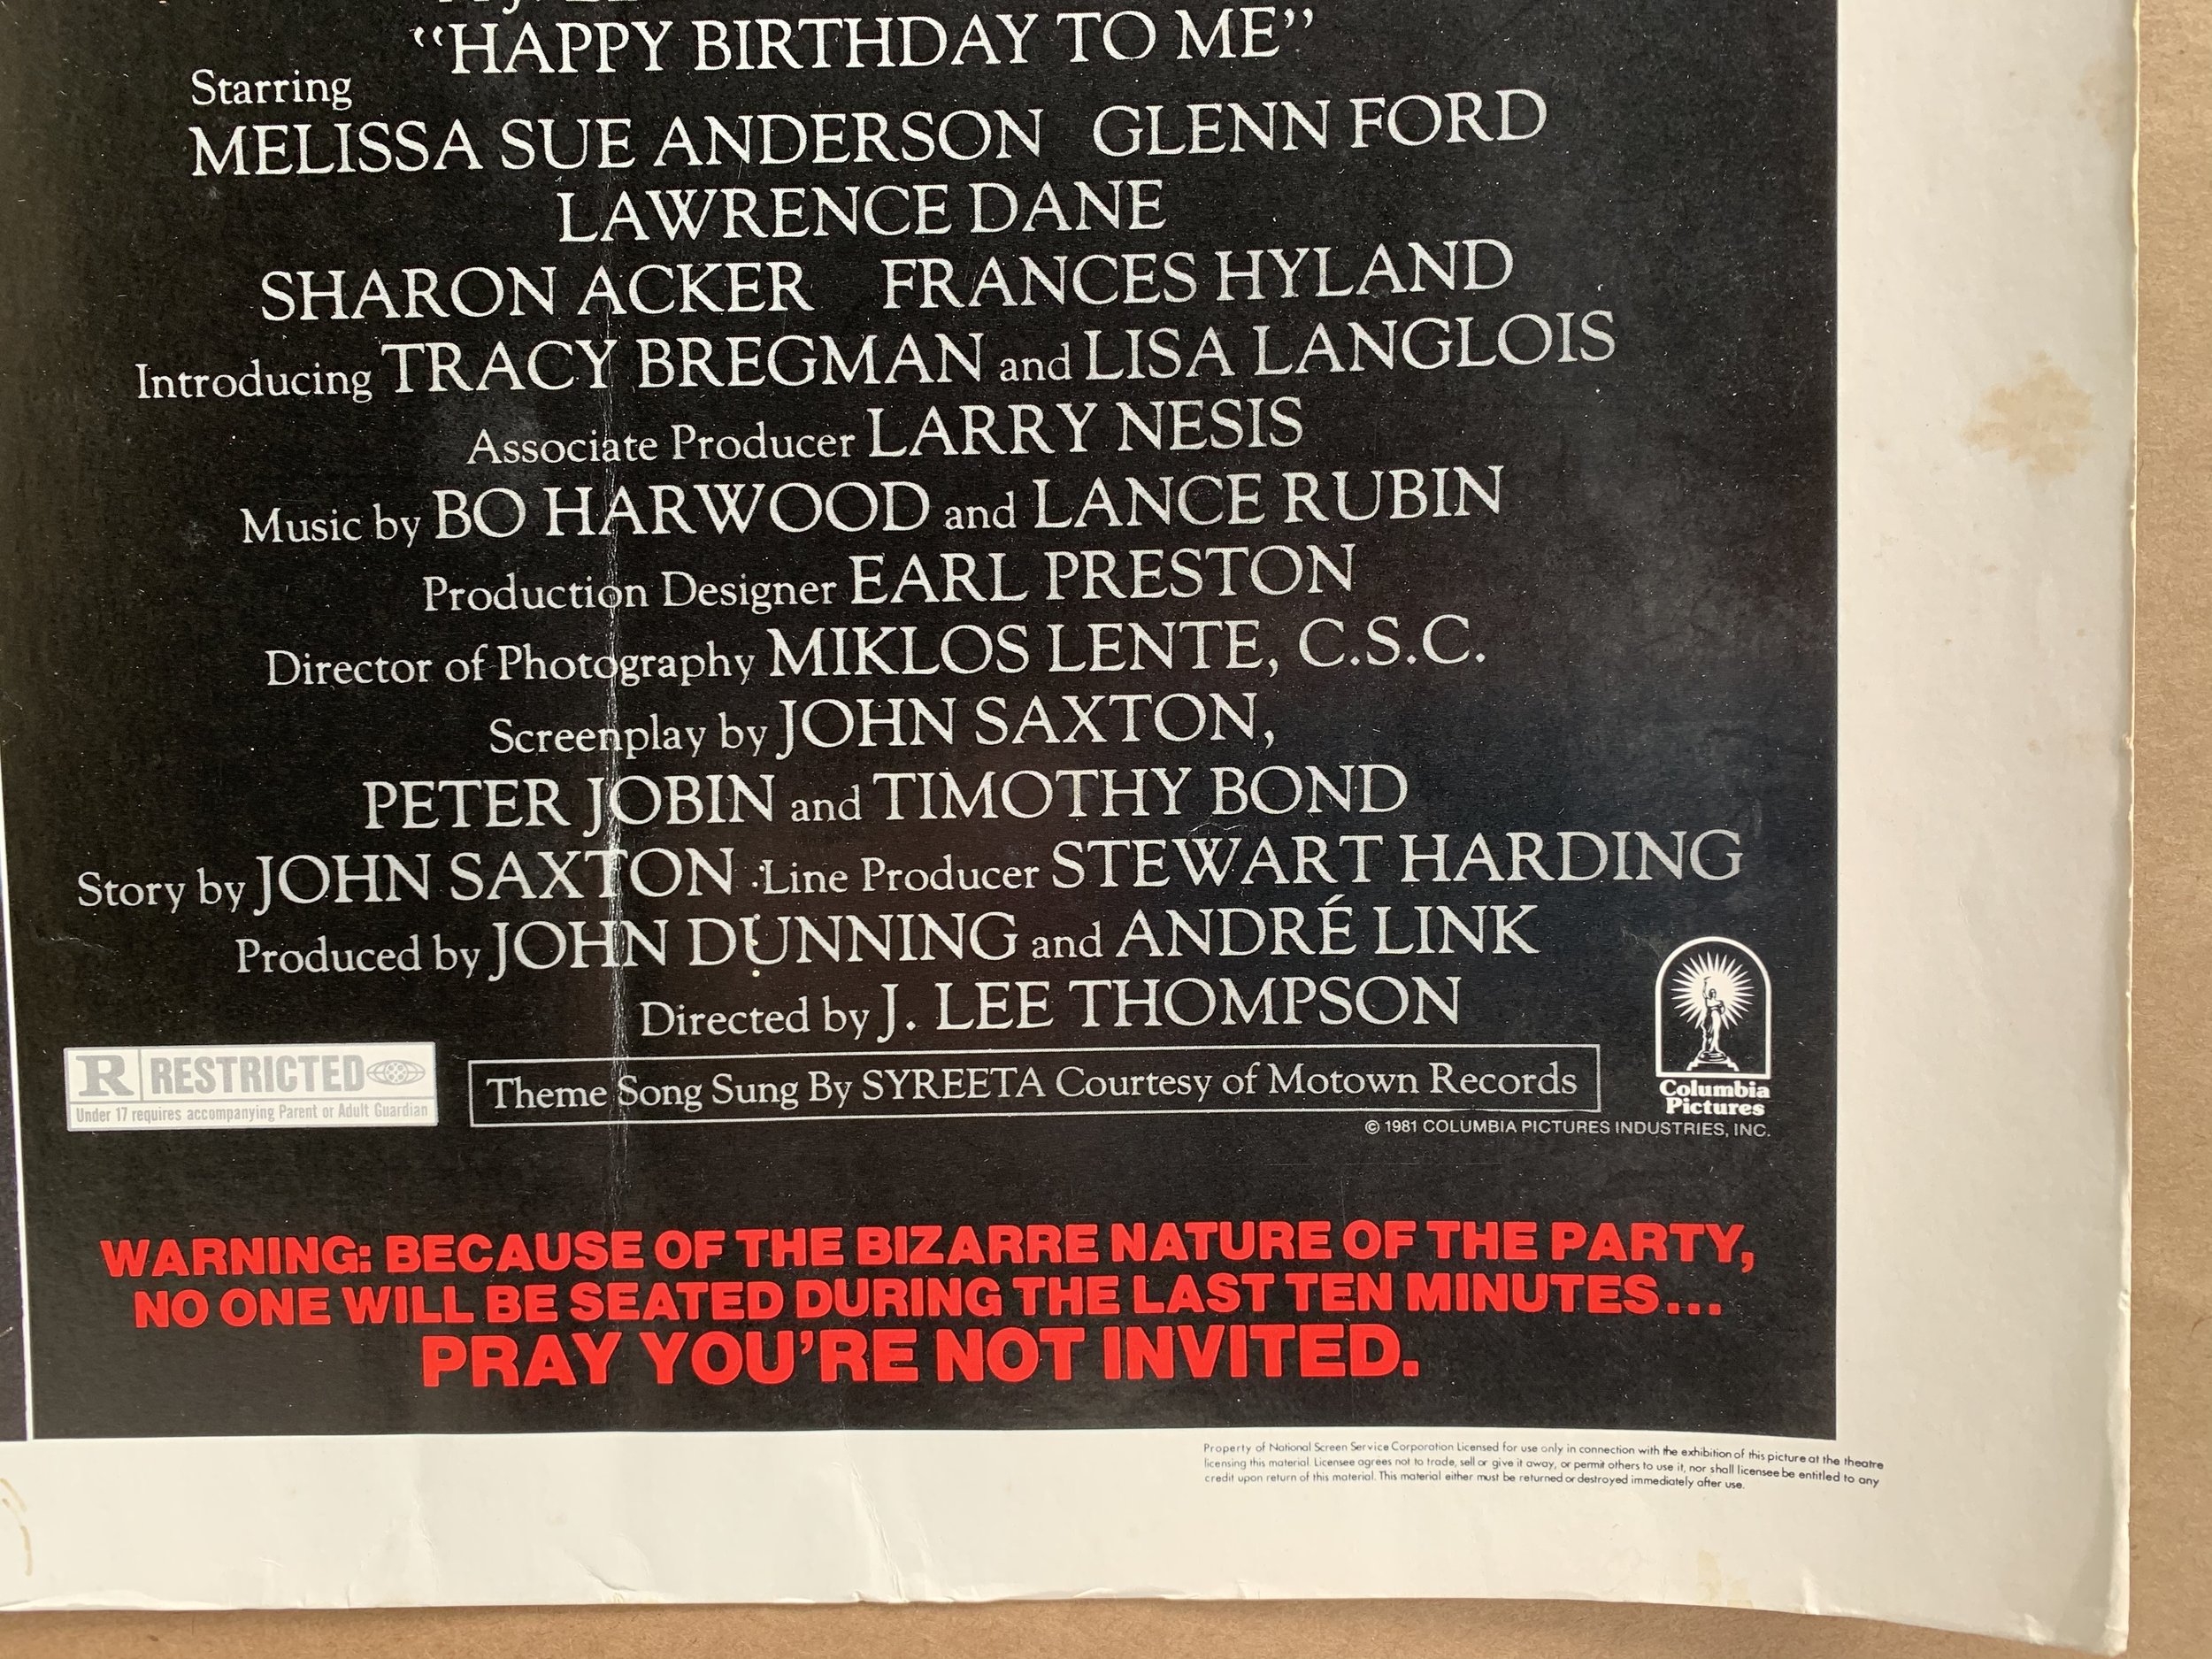 “HAPPY BIRTHDAY TO ME”
Starring
MELISSA SUE ANDERSON GLENN FORD
LAWRENCE DANE
SHARON ACKER FRANCES HYLAND
Introducing TRACY BREGMAN and LISA LANGLOIS
Associate Producer LARRY NESIS
Music by BO HARWOOD and LANCE RUBIN
Production Designer EARL PRESTON
Director of Photography MIKLOS LENTE, C.S.C.
Screenplay by JOHN SAXTON,
PETER JOBIN and TIMOTHY BOND
Story by JOHN SAXTON Line Producer STEWART HARDING
Produced by JOHN DUNNING and ANDRÉ LINK
Directed by J. LEE THOMPSON
R RESTRICTED
Under 17 requires accompanying Parent or Adult Guardian
Theme Song Sung By SYREETA Courtesy of Motown Records
Columbia
Pictures
© 1981 COLUMBIA PICTURES INDUSTRIES, INC.
WARNING: BECAUSE OF THE BIZARRE NATURE OF THE PARTY,
NO ONE WILL BE SEATED DURING THE LAST TEN MINUTES...
PRAY YOU'RE NOT INVITED.
Property of National Screen Service Corporation Licensed for use only in connection with the exhibition of this picture at the theatre
licensing this material. Licensee agrees not to trade, sell or give it away, or permit others to use it, nor shall licensee be entitled to any
credit upon return of this material. This material either must be returned or destroyed immediately after use.